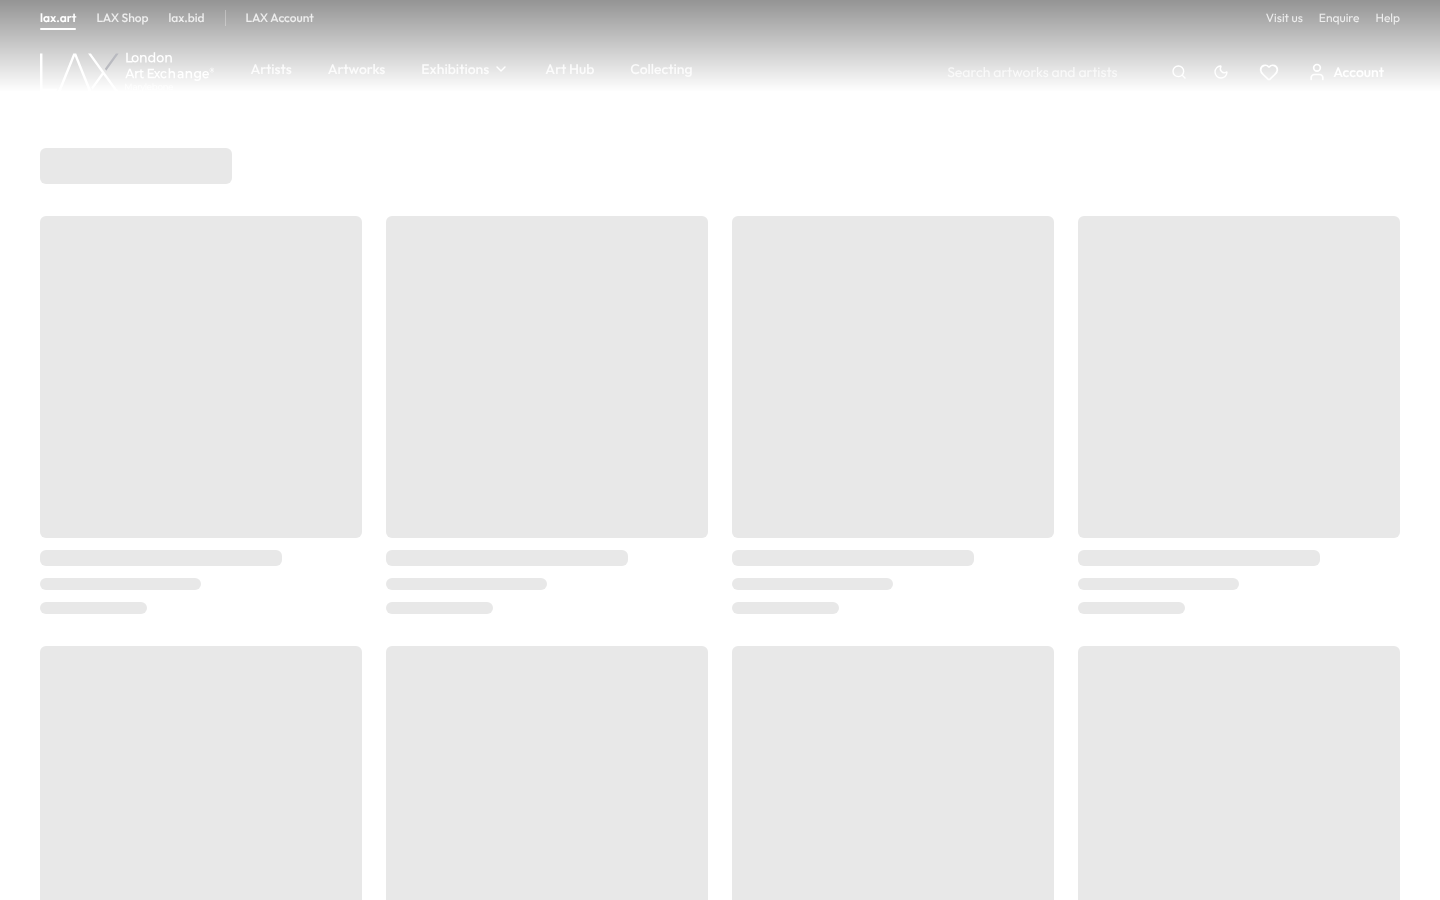 lax.art LAX Shop lax.bid LAX Account Visit us Enquire Help
LAX London
Art Exchange
Artists Artworks Exhibitions Art Hub Collecting Search artworks and artists Account